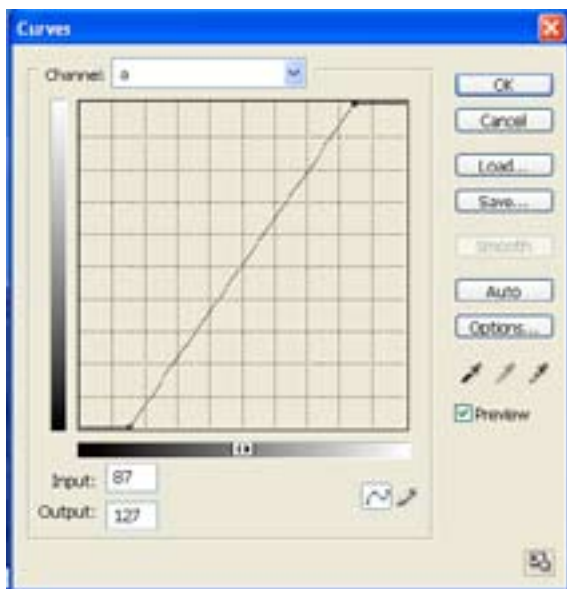 Curves
Channel: a
OK
Cancel
Load...
Save...
Smooth
Auto
Options...
Preview
Input: 87
Output: 127